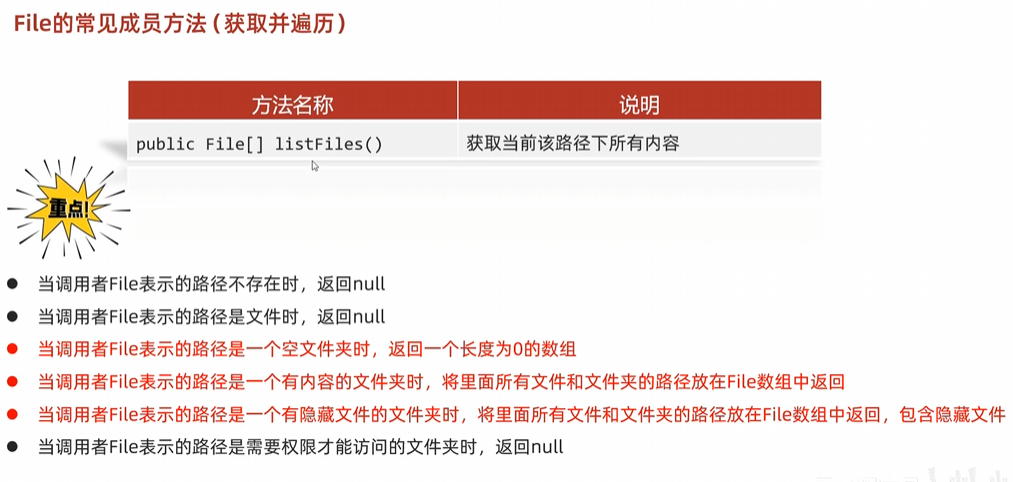 File的常见成员方法(获取并遍历)
方法名称 说明
public File[] listFiles() 获取当前该路径下所有内容
重点!
当调用者File表示的路径不存在时，返回null
当调用者File表示的路径是文件时，返回null
当调用者File表示的路径是一个空文件夹时，返回一个长度为0的数组
当调用者File表示的路径是一个有内容的文件夹时，将里面所有文件和文件夹的路径放在File数组中返回
当调用者File表示的路径是一个有隐藏文件的文件夹时，将里面所有文件和文件夹的路径放在File数组中返回，包含隐藏文件
当调用者File表示的路径是需要权限才能访问的文件夹时，返回null